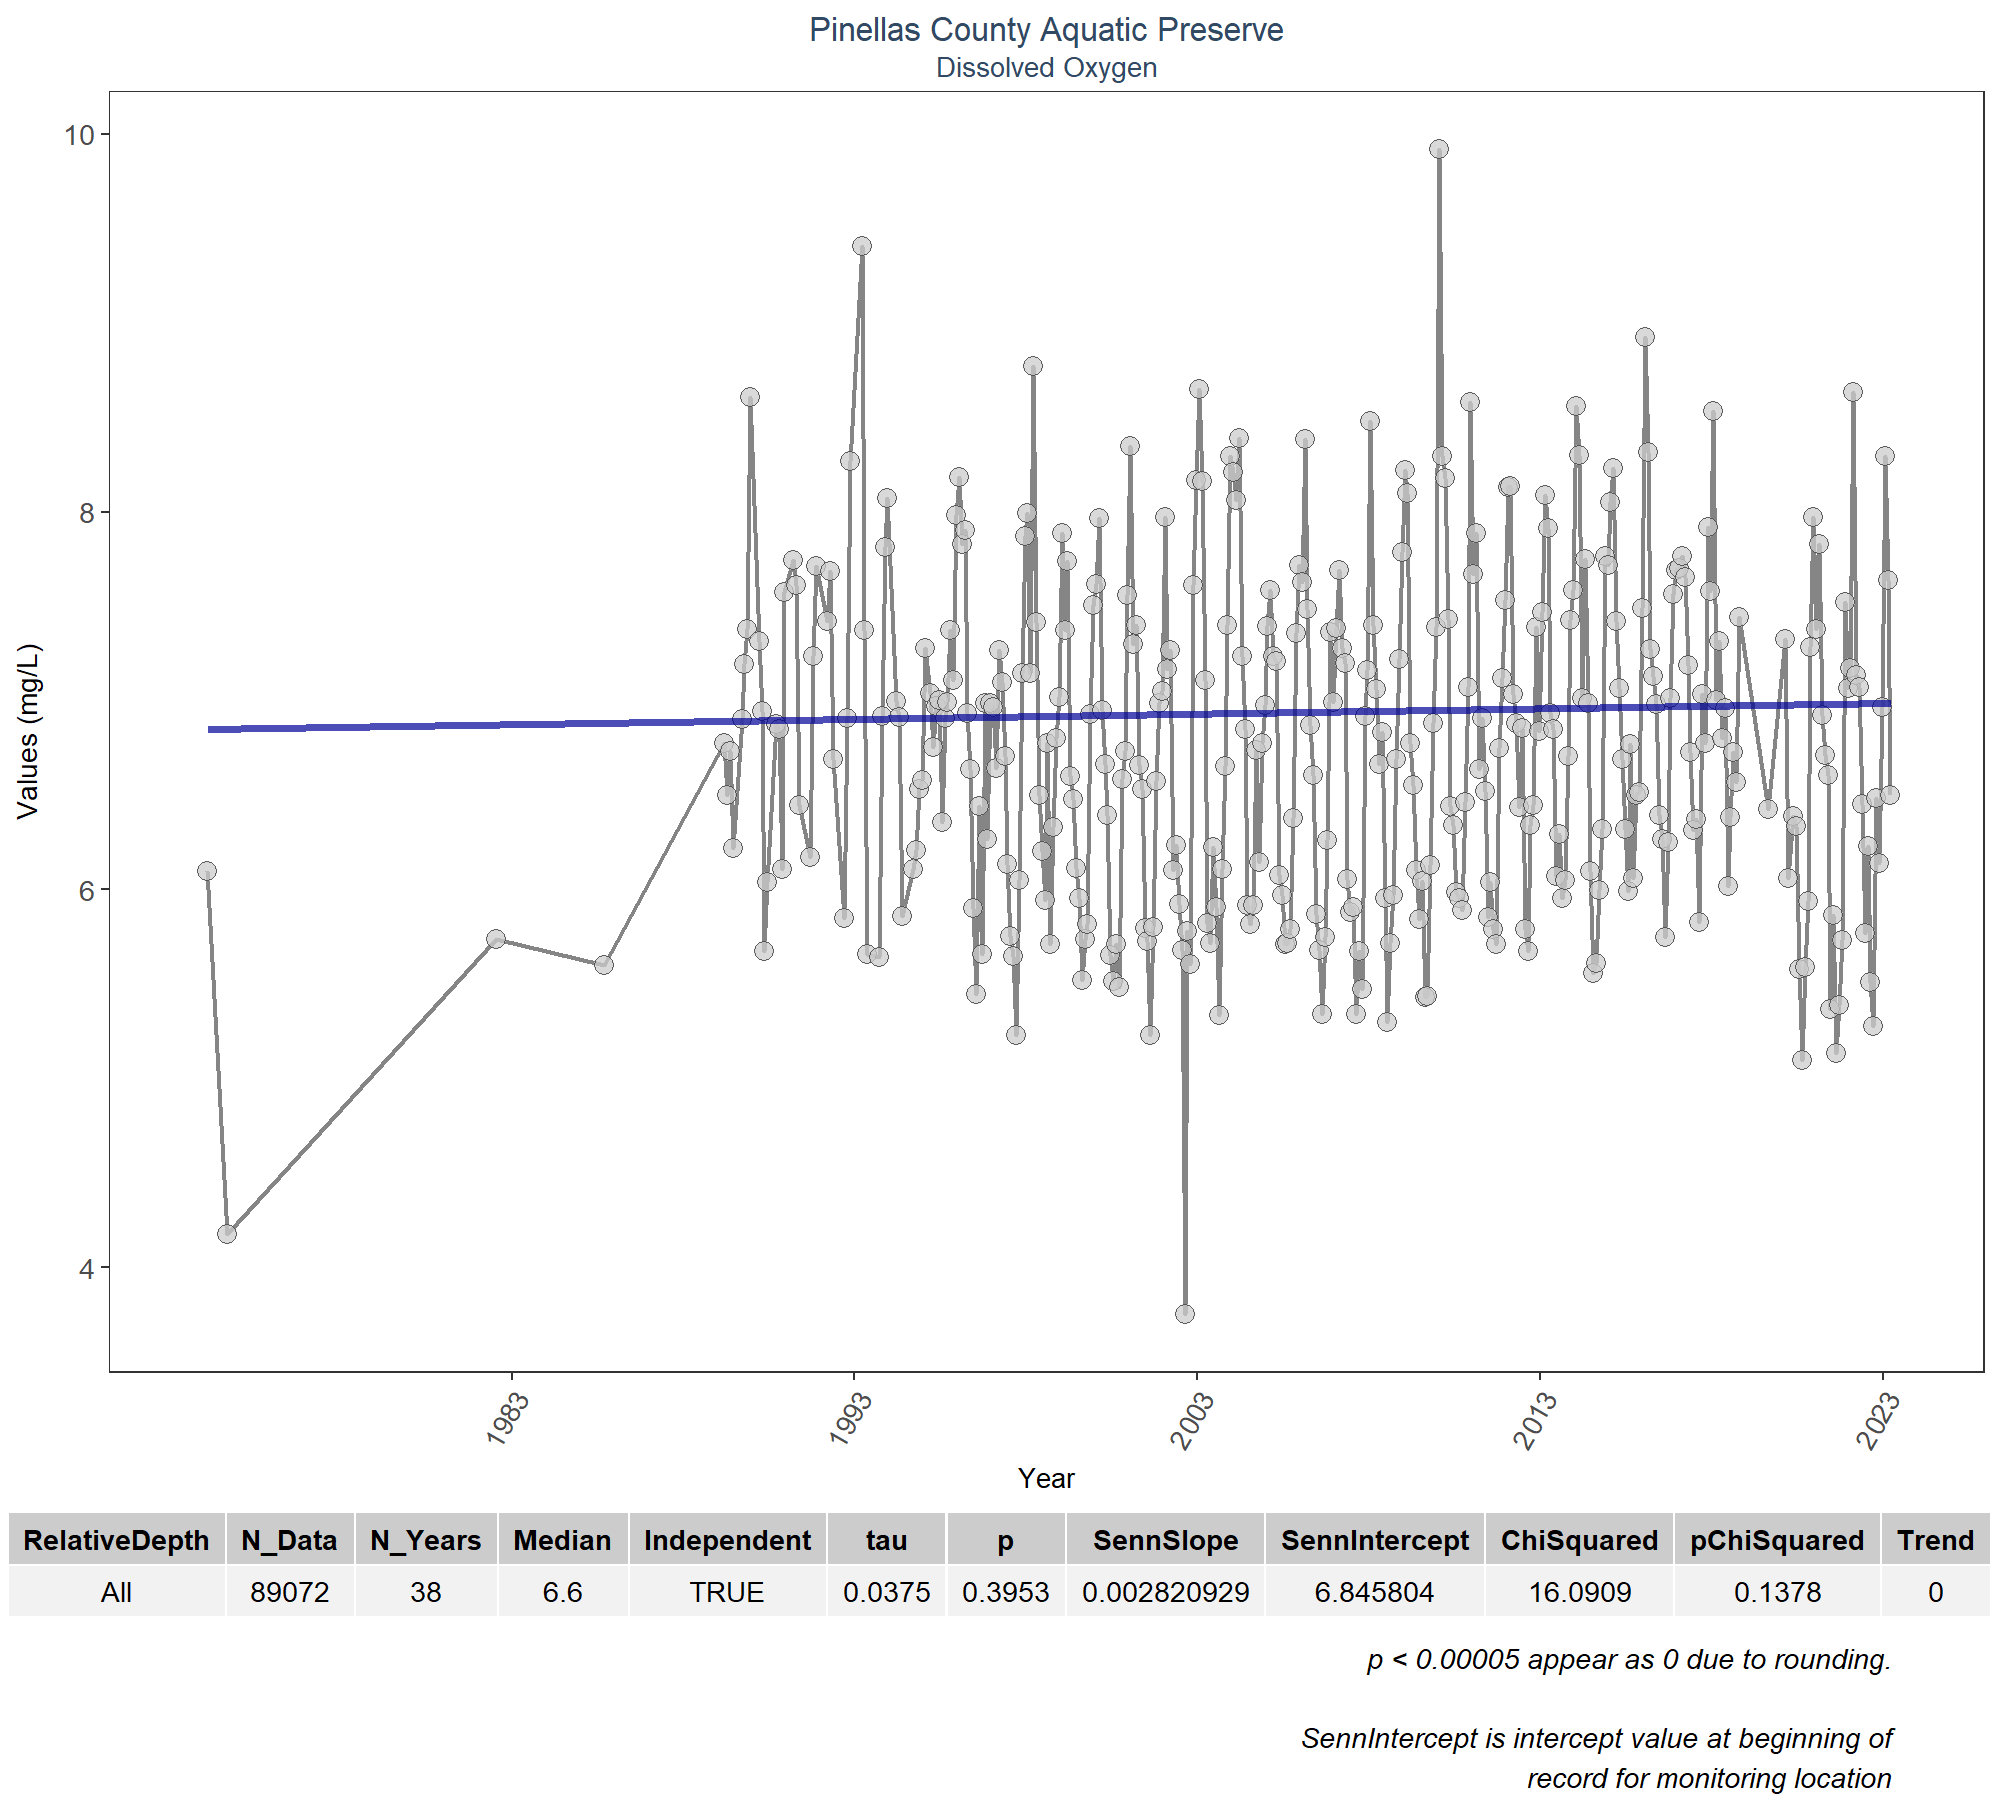 Pinellas County Aquatic Preserve
Dissolved Oxygen
10
8
6
4
Values (mg/L)
1983 1993 2003 2013 2023
Year
RelativeDepth N_Data N_Years Median Independent tau p SennSlope SennIntercept ChiSquared pChiSquared Trend
All 89072 38 6.6 TRUE 0.0375 0.3953 0.002820929 6.845804 16.0909 0.1378 0
p < 0.00005 appear as 0 due to rounding.
SennIntercept is intercept value at beginning of
record for monitoring location